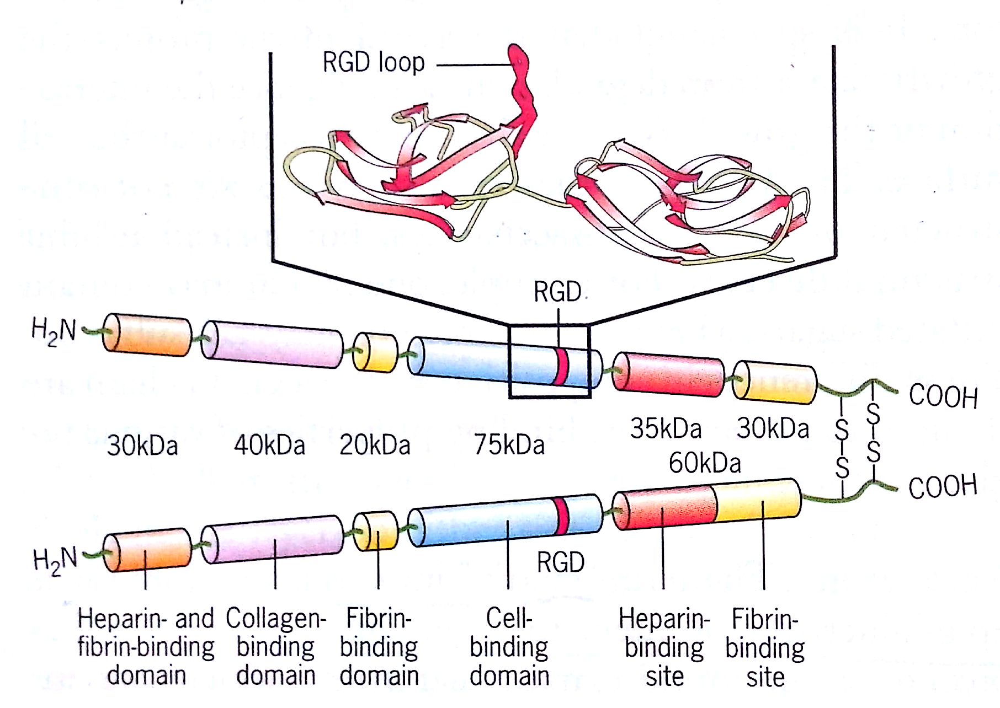 RGD loop
RGD
H₂N
COOH
S
S
S
S
35kDa 30kDa
30kDa 40kDa 20kDa 75kDa
60kDa
COOH
H₂N
RGD
Heparin- and
fibrin-binding
domain
Collagen-
binding
domain
Fibrin-
binding
domain
Cell-
binding
domain
Heparin-
binding
site
Fibrin-
binding
site